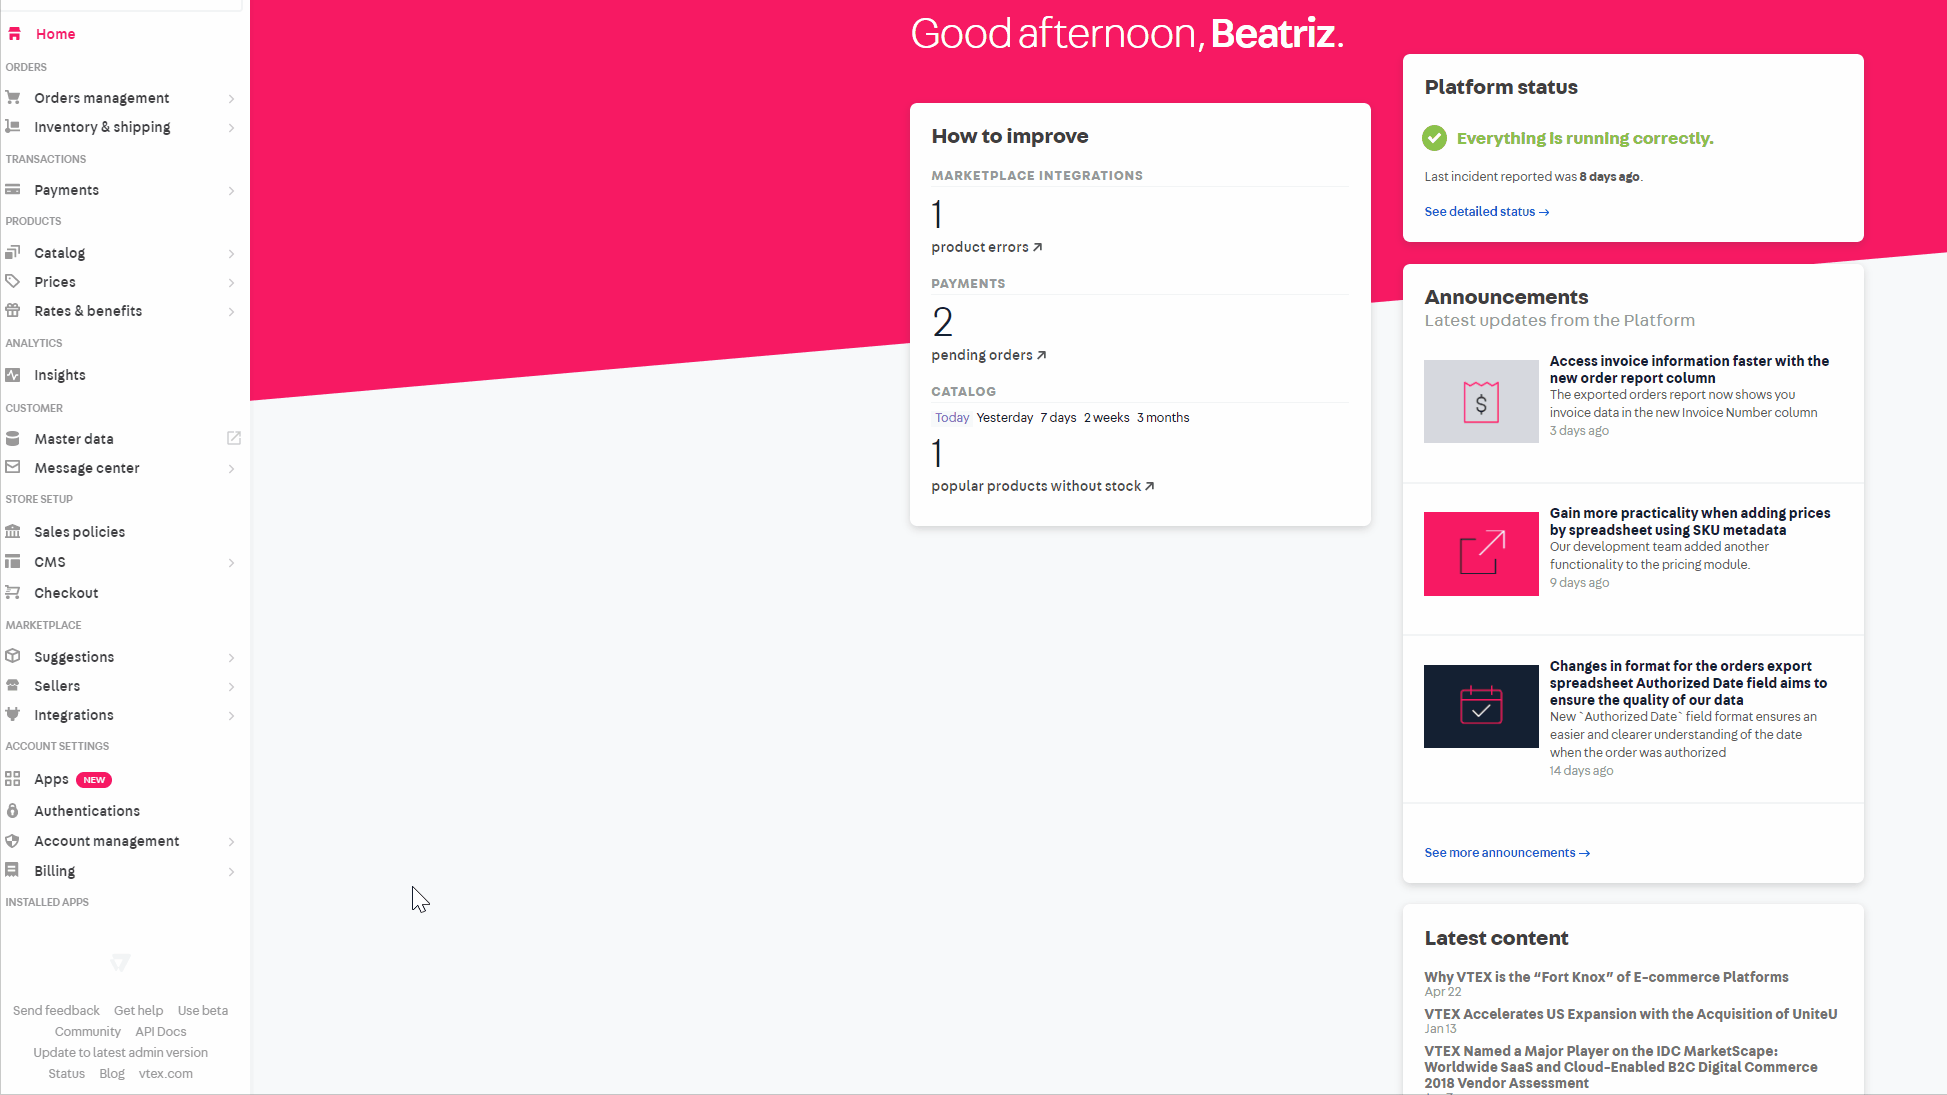 Home
ORDERS
Orders management
Inventory & shipping
TRANSACTIONS
Payments
PRODUCTS
Catalog
Prices
Rates & benefits
ANALYTICS
Insights
CUSTOMER
Master data
Message center
STORE SETUP
Sales policies
CMS
Checkout
MARKETPLACE
Suggestions
Sellers
Integrations
ACCOUNT SETTINGS
Apps NEW
Authentications
Account management
Billing
INSTALLED APPS
Send feedback Get help Use beta
Community API Docs
Update to latest admin version
Status Blog vtex.com
Good afternoon, Beatriz.
How to improve
MARKETPLACE INTEGRATIONS
1
product errors ↗
PAYMENTS
2
pending orders ↗
CATALOG
Today Yesterday 7 days 2 weeks 3 months
1
popular products without stock ↗
Platform status
Everything is running correctly.
Last incident reported was 8 days ago.
See detailed status →
Announcements
Latest updates from the Platform
$
Access invoice information faster with the
new order report column
The exported orders report now shows you
invoice data in the new Invoice Number column
3 days ago
Gain more practicality when adding prices
by spreadsheet using SKU metadata
Our development team added another
functionality to the pricing module.
9 days ago
Changes in format for the orders export
spreadsheet Authorized Date field aims to
ensure the quality of our data
New `Authorized Date` field format ensures an
easier and clearer understanding of the date
when the order was authorized
14 days ago
See more announcements →
Latest content
Why VTEX is the “Fort Knox” of E-commerce Platforms
Apr 22
VTEX Accelerates US Expansion with the Acquisition of UniteU
Jan 13
VTEX Named a Major Player on the IDC MarketScape:
Worldwide SaaS and Cloud-Enabled B2C Digital Commerce
2018 Vendor Assessment